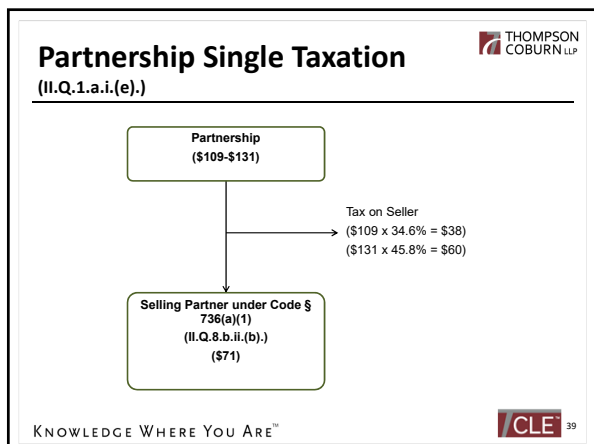 Partnership Single Taxation
(II.Q.1.a.i.(e).)
THOMPSON
COBURN LLP
Partnership
($109-$131)
Tax on Seller
($109 x 34.6% = $38)
($131 x 45.8% = $60)
Selling Partner under Code §
736(a)(1)
(II.Q.8.b.ii.(b).)
($71)
KNOWLEDGE WHERE YOU ARE™
TCLE™
39